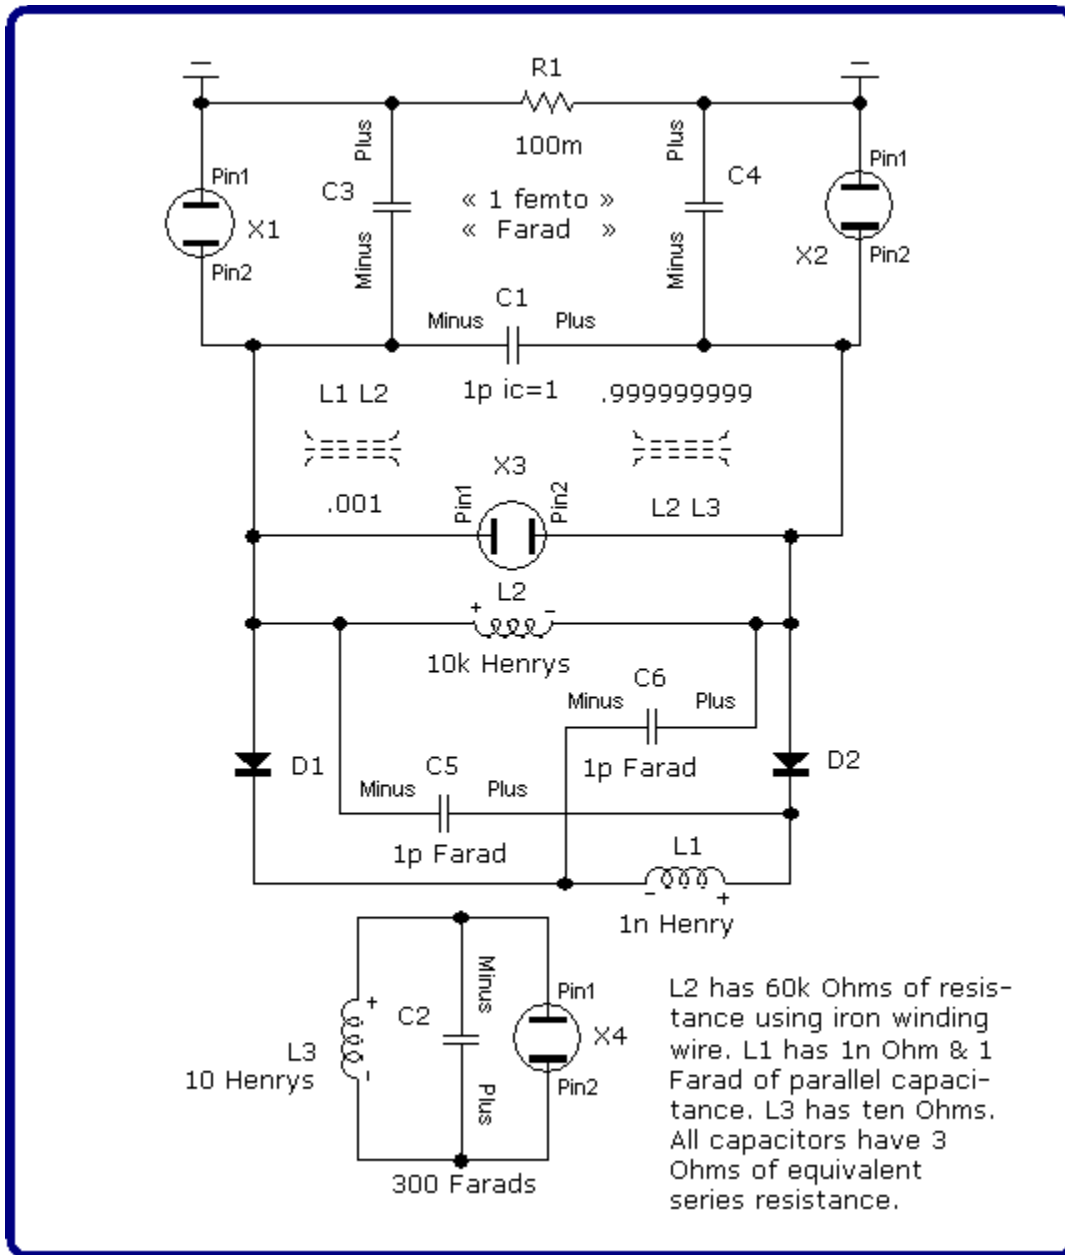 R1
100m
Plus
Plus
Pin1
C3
« 1 femto »
« Farad »
C4
Pin1
X1
X2
Pin2
Minus
Minus
Pin2
C1
Minus
Plus
1p ic=1
L1 L2
.999999999
X3
.001
Pin1
Pin2
L2 L3
L2
+
-
10k Henrys
C6
Minus
Plus
1p Farad
D1
D2
C5
Minus
Plus
1p Farad
L1
-
+
1n Henry
Minus
Pin1
C2
X4
+
L3
10 Henrys
-
Plus
Pin2
300 Farads
L2 has 60k Ohms of resis-
tance using iron winding
wire. L1 has 1n Ohm & 1
Farad of parallel capaci-
tance. L3 has ten Ohms.
All capacitors have 3
Ohms of equivalent
series resistance.